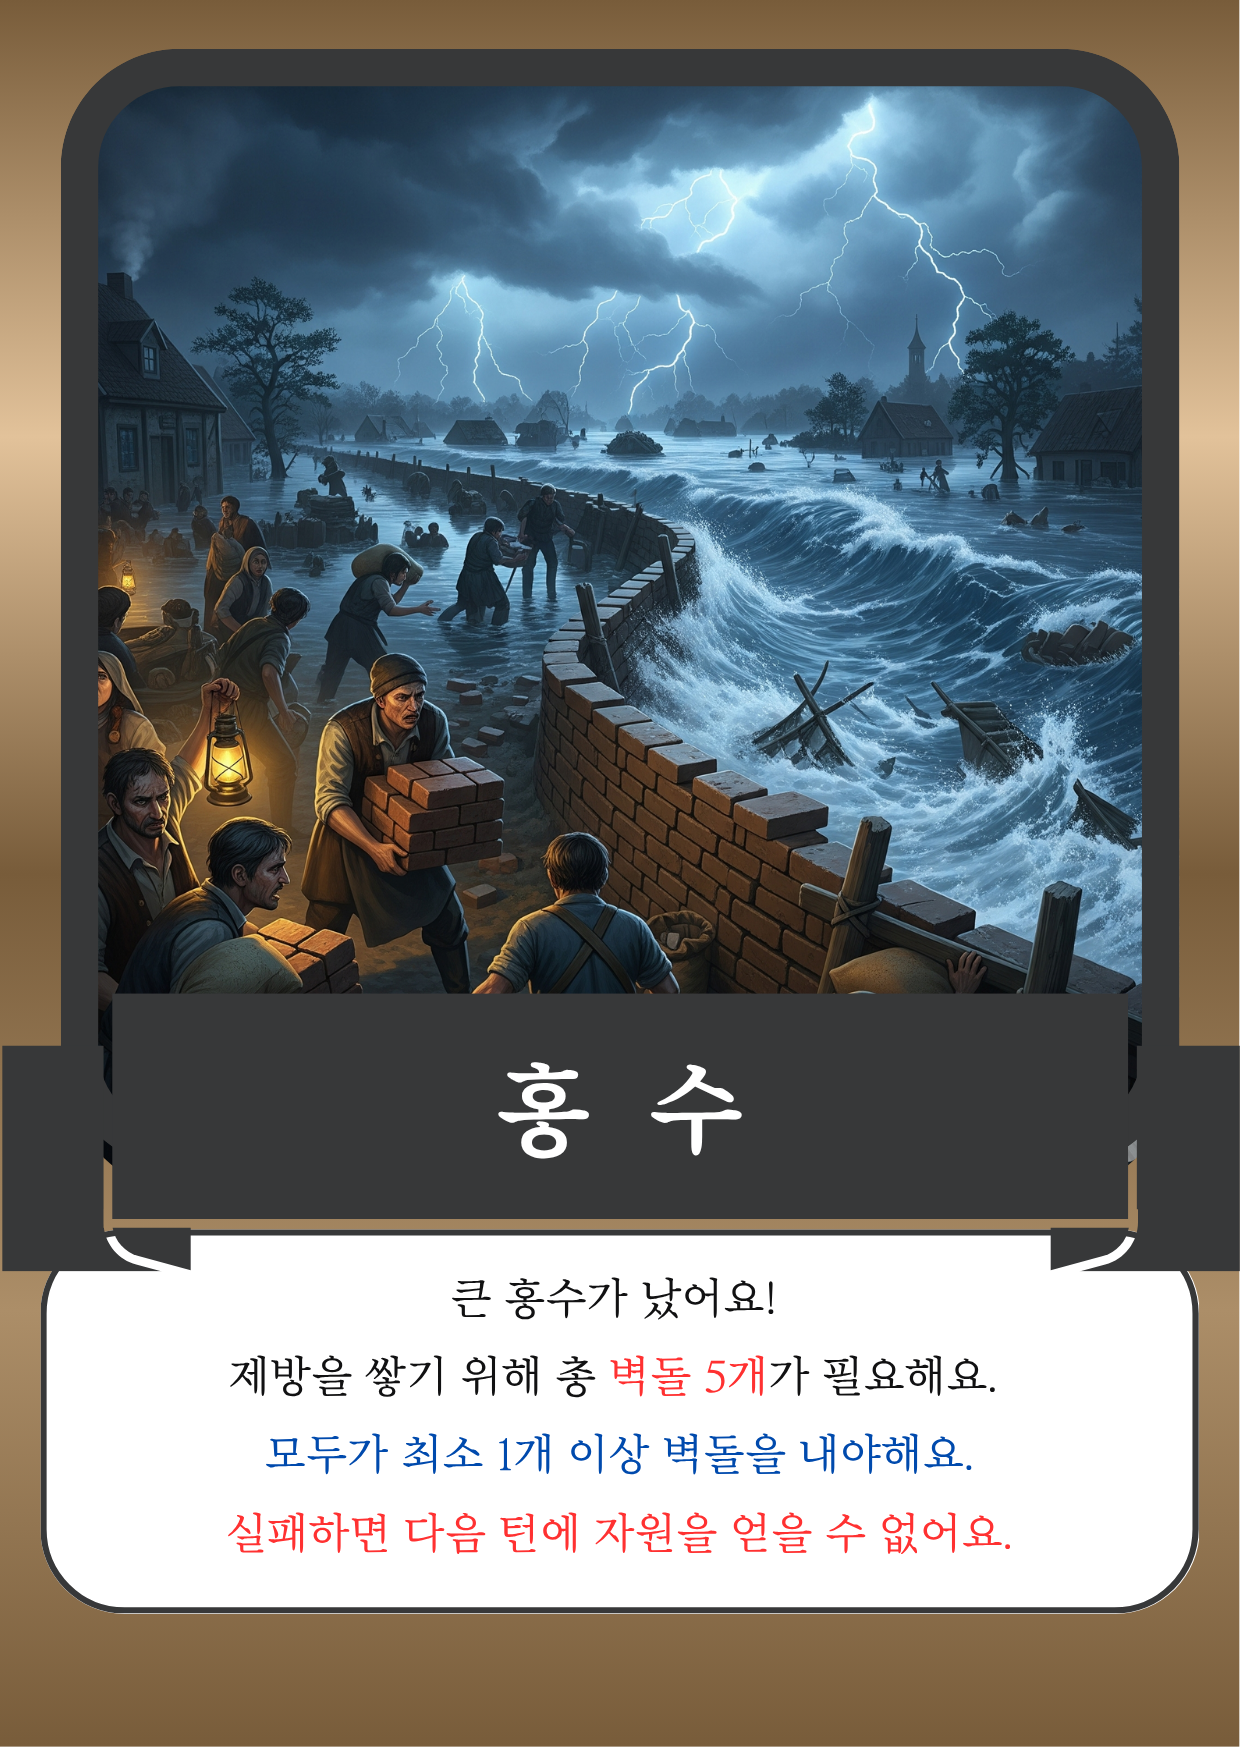 홍 수
큰 홍수가 났어요!
제방을 쌓기 위해 총 벽돌 5개가 필요해요.
모두가 최소 1개 이상 벽돌을 내야해요.
실패하면 다음 턴에 자원을 얻을 수 없어요.